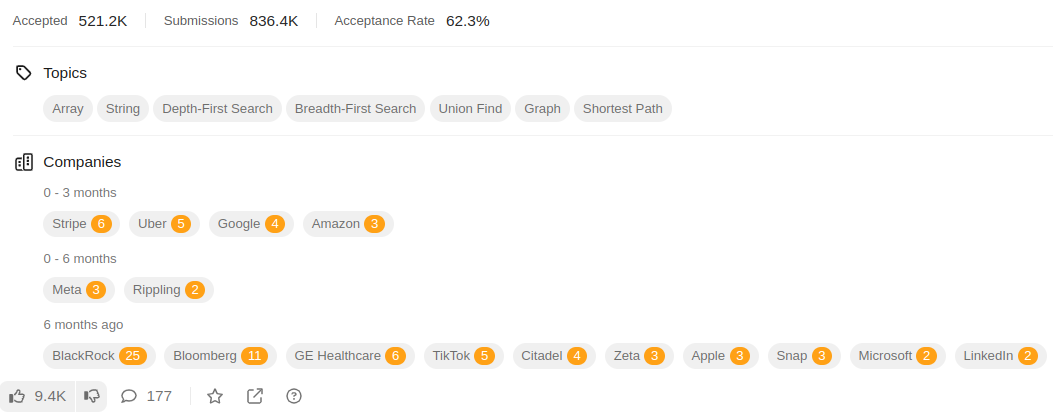 Accepted 521.2K Submissions 836.4K Acceptance Rate 62.3%
Topics
Array String Depth-First Search Breadth-First Search Union Find Graph Shortest Path
Companies
0 - 3 months
Stripe 6 Uber 5 Google 4 Amazon 3
0 - 6 months
Meta 3 Rippling 2
6 months ago
BlackRock 25 Bloomberg 11 GE Healthcare 6 TikTok 5 Citadel 4 Zeta 3 Apple 3 Snap 3 Microsoft 2 LinkedIn 2
9.4K 177